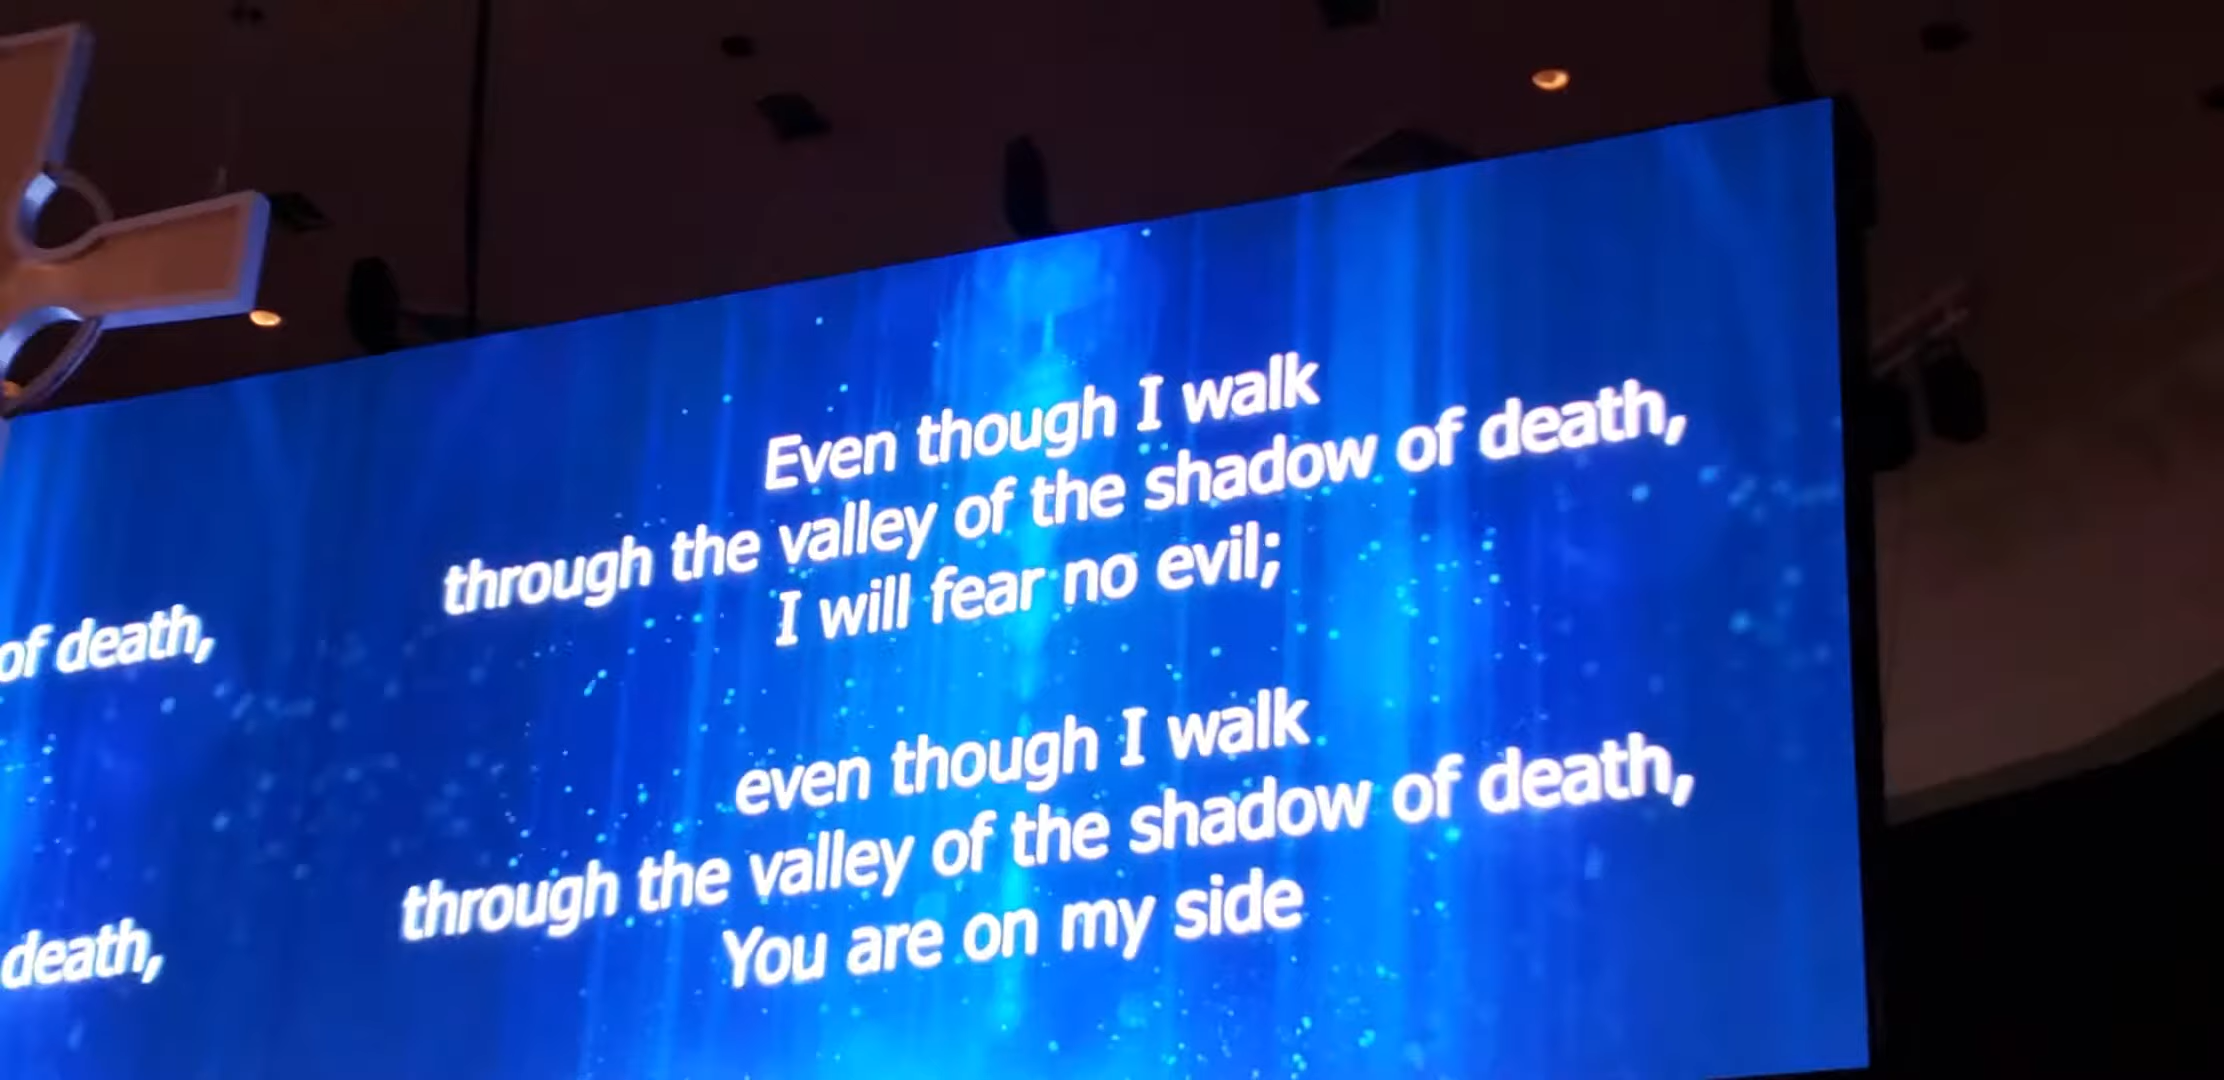 Even though I walk
through the valley of the shadow of death,
I will fear no evil;
even though I walk
through the valley of the shadow of death,
You are on my side
of death,
death,